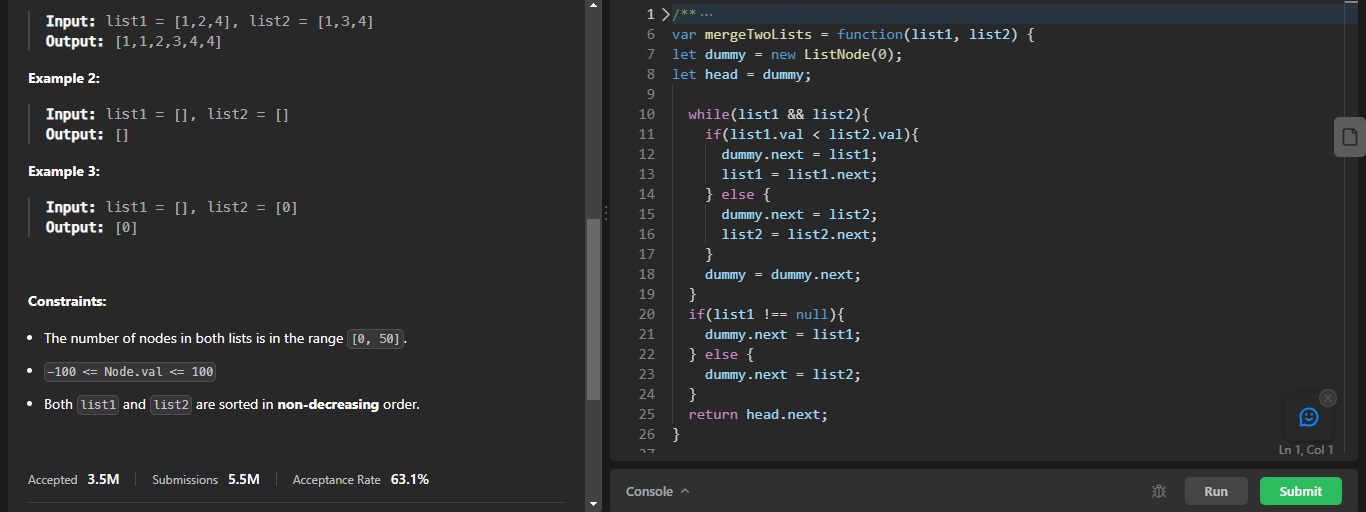 Input: list1 = [1,2,4], list2 = [1,3,4]
Output: [1,1,2,3,4,4]
Example 2:
Input: list1 = [], list2 = []
Output: []
Example 3:
Input: list1 = [], list2 = [0]
Output: [0]
Constraints:
• The number of nodes in both lists is in the range [0, 50].
• -100 <= Node.val <= 100
• Both list1 and list2 are sorted in non-decreasing order.
Accepted 3.5M Submissions 5.5M Acceptance Rate 63.1%
1 /** ···
6 var mergeTwoLists = function(list1, list2) {
7 let dummy = new ListNode(0);
8 let head = dummy;
9
10 while(list1 && list2){
11 if(list1.val < list2.val){
12 dummy.next = list1;
13 list1 = list1.next;
14 } else {
15 dummy.next = list2;
16 list2 = list2.next;
17 }
18 dummy = dummy.next;
19 }
20 if(list1 !== null){
21 dummy.next = list1;
22 } else {
23 dummy.next = list2;
24 }
25 return head.next;
26 }
27
Ln 1, Col 1
Console
Run
Submit